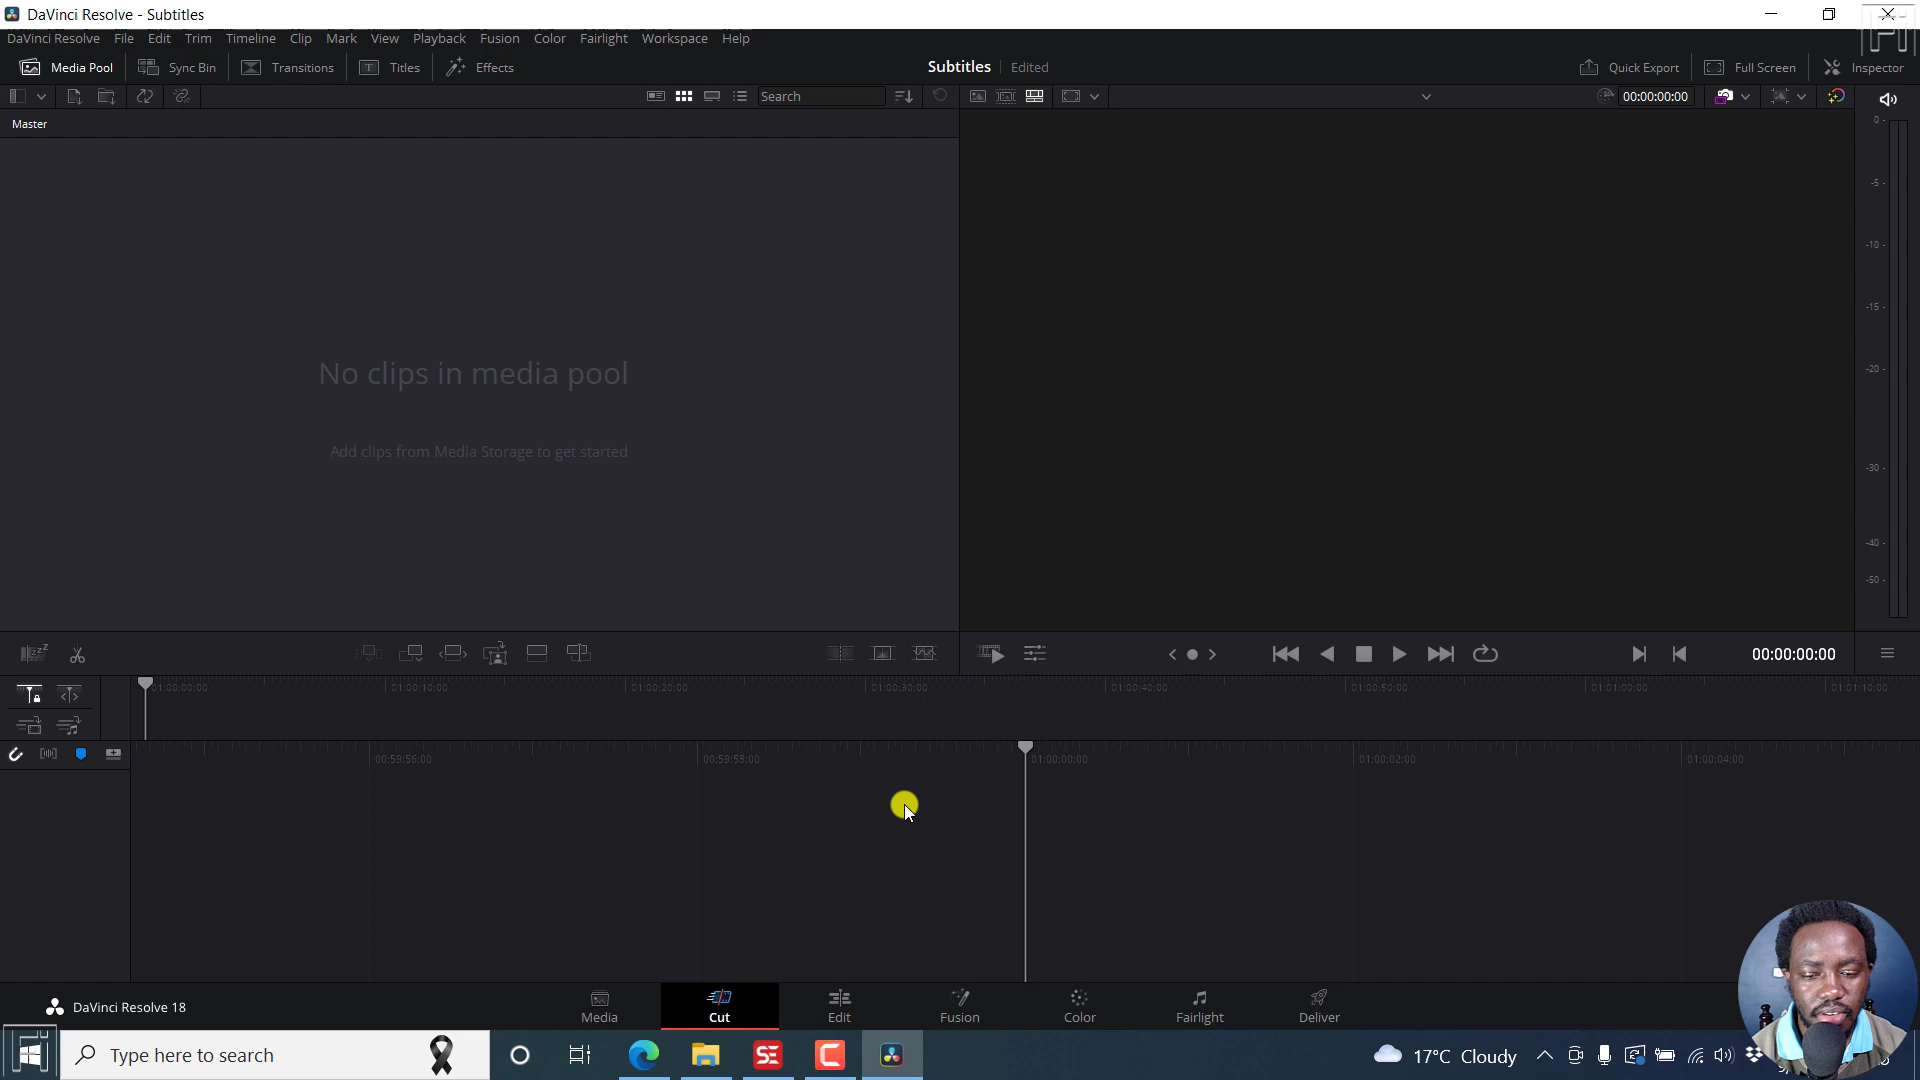 DaVinci Resolve - Subtitles
DaVinci Resolve File Edit Trim Timeline Clip Mark View Playback Fusion Color Fairlight Workspace Help
Media Pool Sync Bin Transitions Titles Effects Subtitles Edited Quick Export Full Screen Inspector
Search 00:00:00:00
Master
0 -
-5 -
-10 -
-15 -
-20 -
-30 -
-40 -
-50 -
No clips in media pool
Add clips from Media Storage to get started
00:00:00:00
01:00:00:00 01:00:10:00 01:00:20:00 01:00:30:00 01:00:40:00 01:00:50:00 01:01:00:00 01:01:10:00
00:59:56:00 00:59:58:00 01:00:00:00 01:00:02:00 01:00:04:00
DaVinci Resolve 18 Media Cut Edit Fusion Color Fairlight Deliver
Type here to search SE 17°C Cloudy